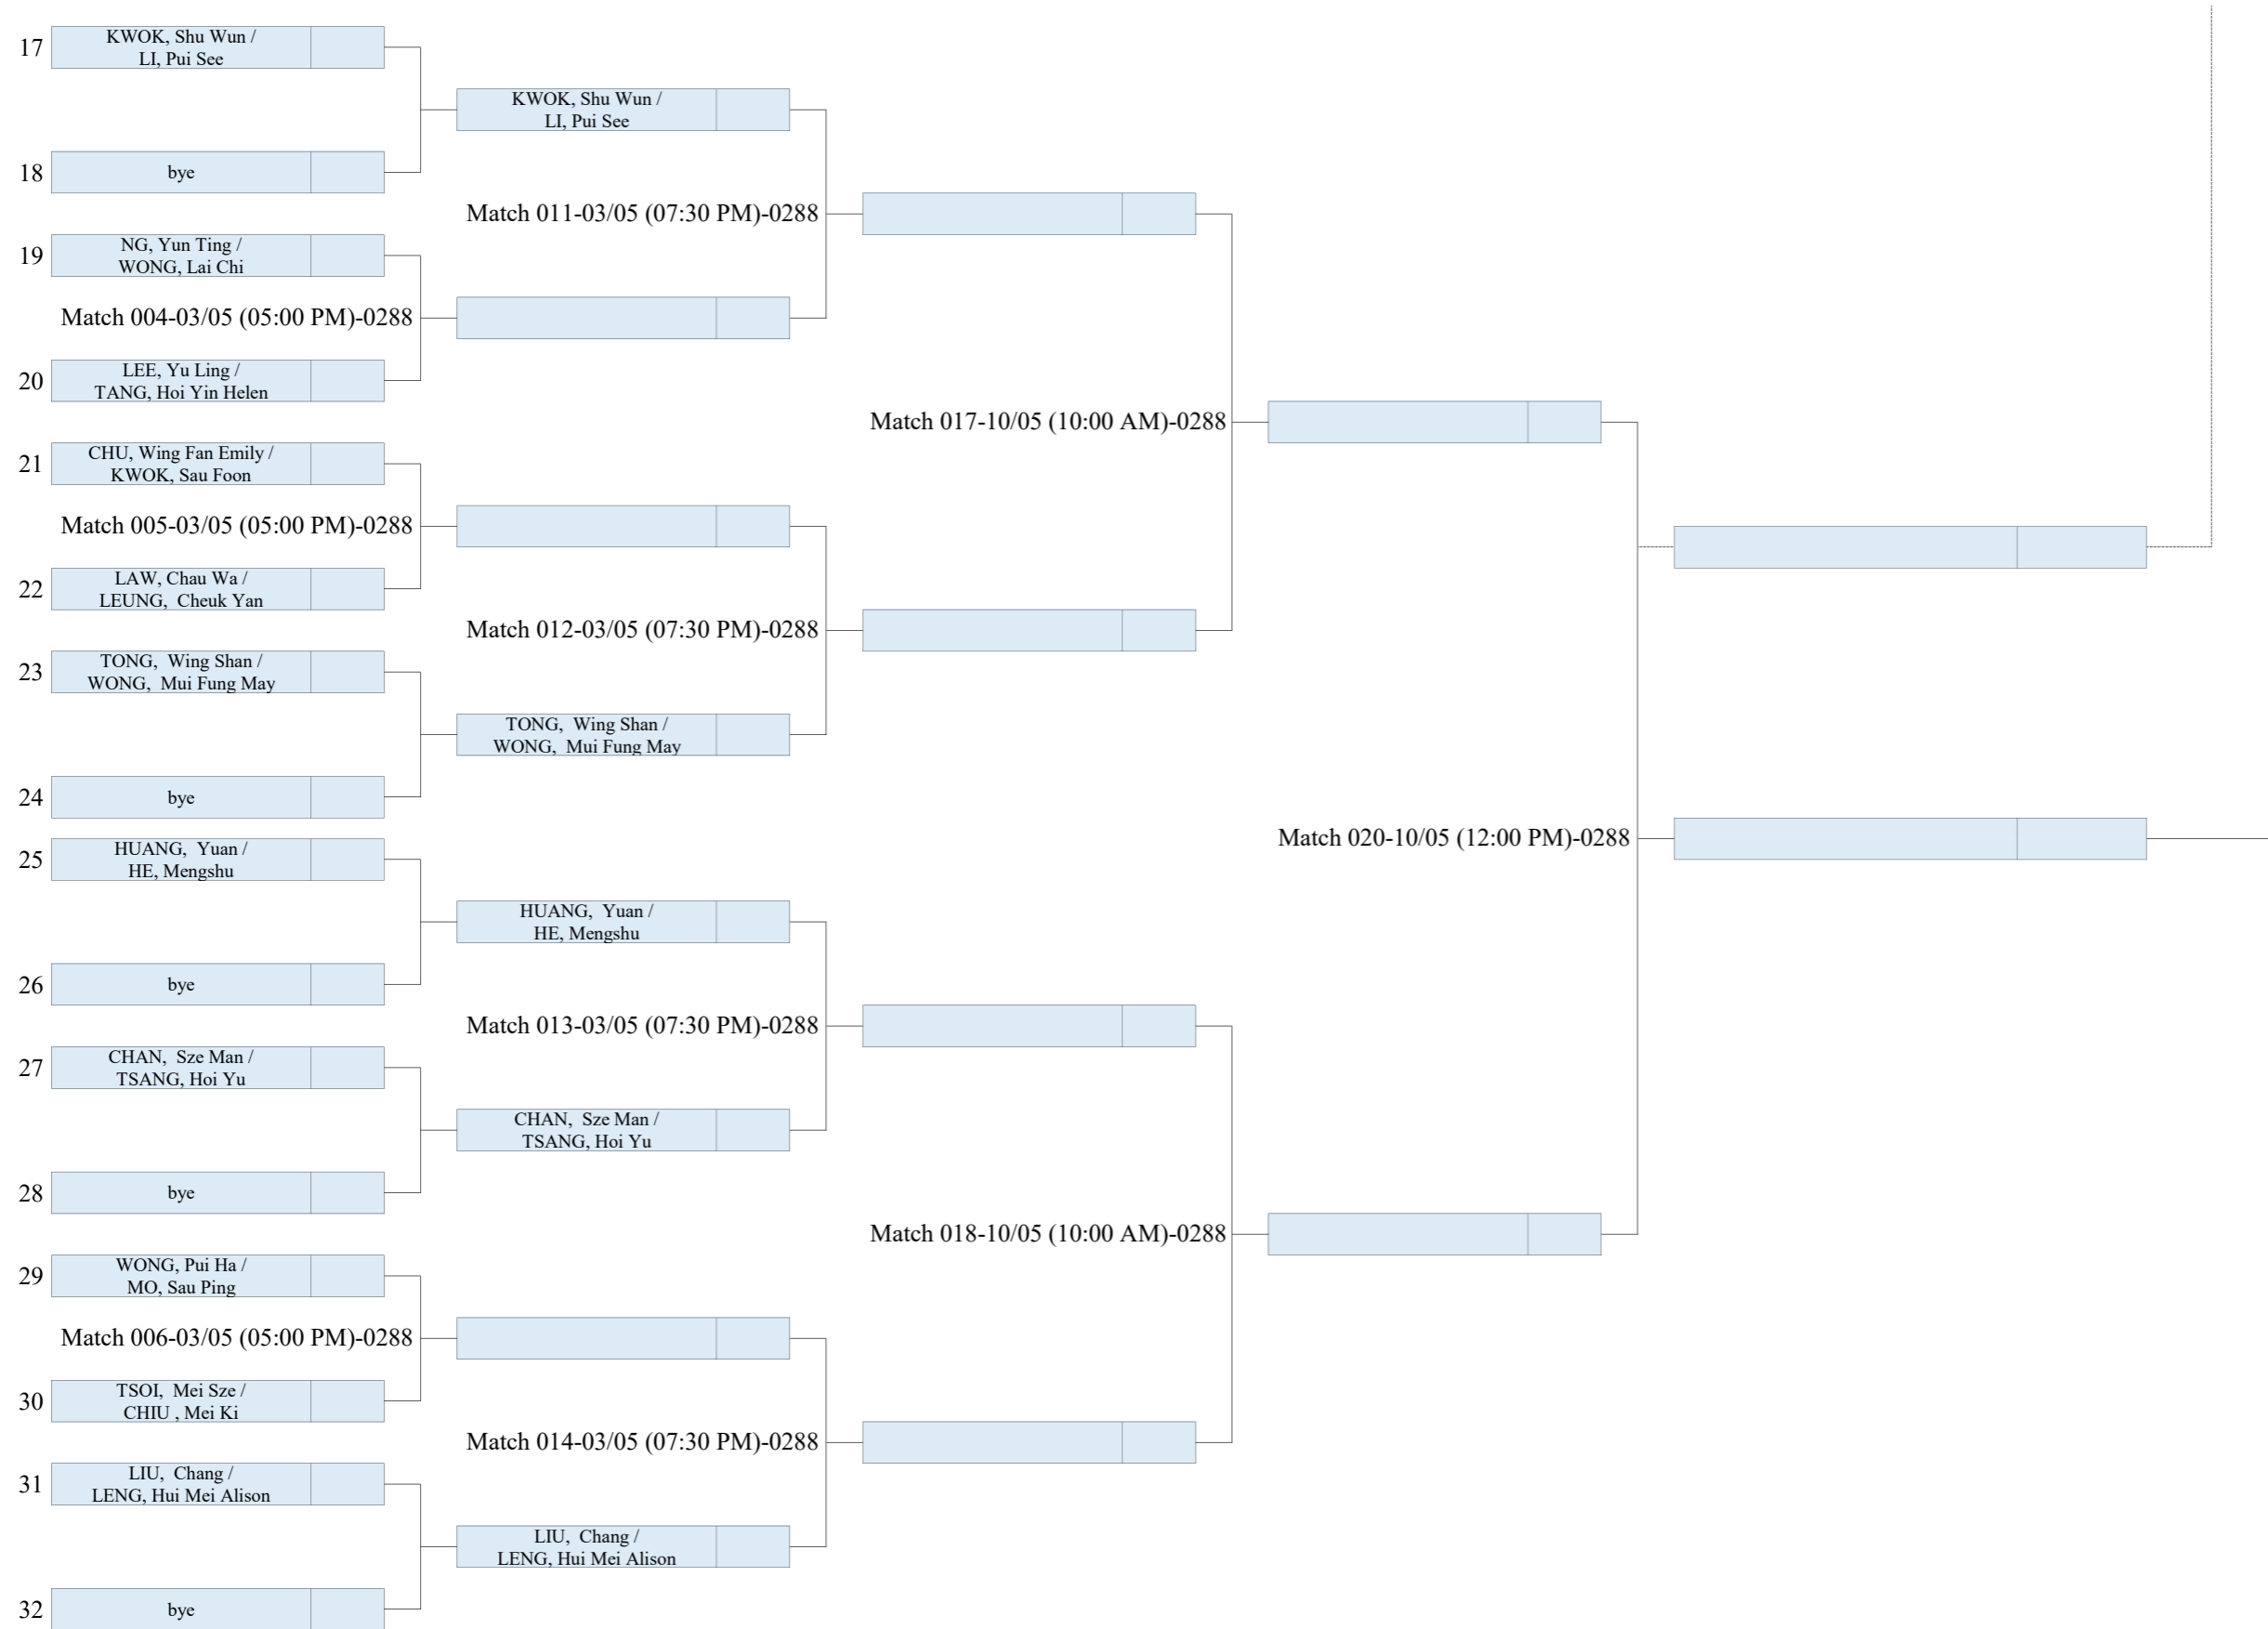 17
KWOK, Shu Wun /
LI, Pui See
KWOK, Shu Wun /
LI, Pui See
18
bye
Match 011-03/05 (07:30 PM)-0288
19
NG, Yun Ting /
WONG, Lai Chi
Match 004-03/05 (05:00 PM)-0288
20
LEE, Yu Ling /
TANG, Hoi Yin Helen
Match 017-10/05 (10:00 AM)-0288
21
CHU, Wing Fan Emily /
KWOK, Sau Foon
Match 005-03/05 (05:00 PM)-0288
22
LAW, Chau Wa /
LEUNG, Cheuk Yan
Match 012-03/05 (07:30 PM)-0288
23
TONG, Wing Shan /
WONG, Mui Fung May
TONG, Wing Shan /
WONG, Mui Fung May
24
bye
Match 020-10/05 (12:00 PM)-0288
25
HUANG, Yuan /
HE, Mengshu
HUANG, Yuan /
HE, Mengshu
26
bye
Match 013-03/05 (07:30 PM)-0288
27
CHAN, Sze Man /
TSANG, Hoi Yu
CHAN, Sze Man /
TSANG, Hoi Yu
28
bye
Match 018-10/05 (10:00 AM)-0288
29
WONG, Pui Ha /
MO, Sau Ping
Match 006-03/05 (05:00 PM)-0288
30
TSOI, Mei Sze /
CHIU , Mei Ki
Match 014-03/05 (07:30 PM)-0288
31
LIU, Chang /
LENG, Hui Mei Alison
LIU, Chang /
LENG, Hui Mei Alison
32
bye